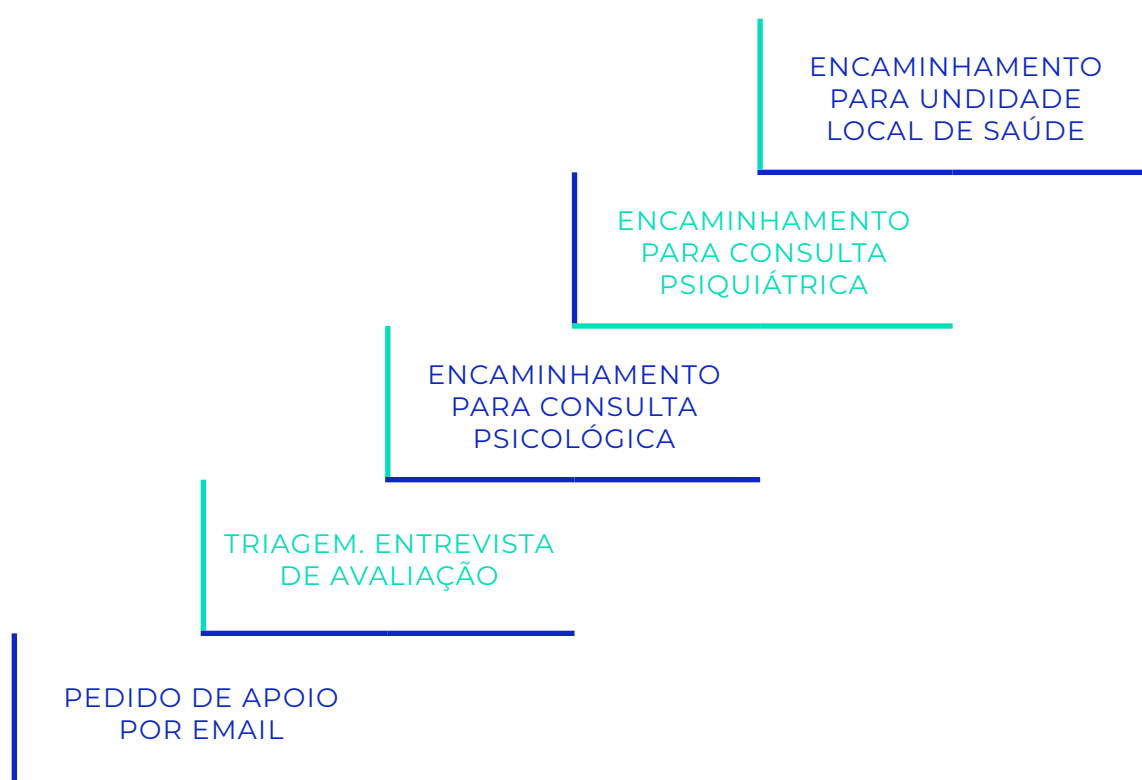 ENCAMINHAMENTO
PARA UNDIDADE
LOCAL DE SAÚDE
ENCAMINHAMENTO
PARA CONSULTA
PSIQUIÁTRICA
ENCAMINHAMENTO
PARA CONSULTA
PSICOLÓGICA
TRIAGEM. ENTREVISTA
DE AVALIAÇÃO
PEDIDO DE APOIO
POR EMAIL